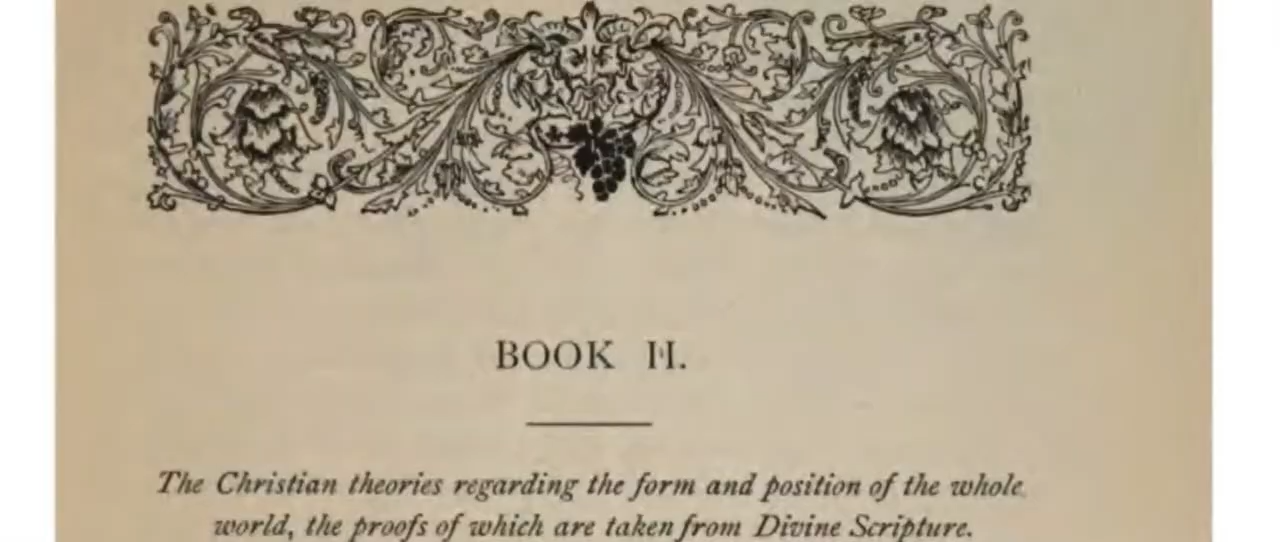 BOOK II.
The Christian theories regarding the form and position of the whole
world, the proofs of which are taken from Divine Scripture.